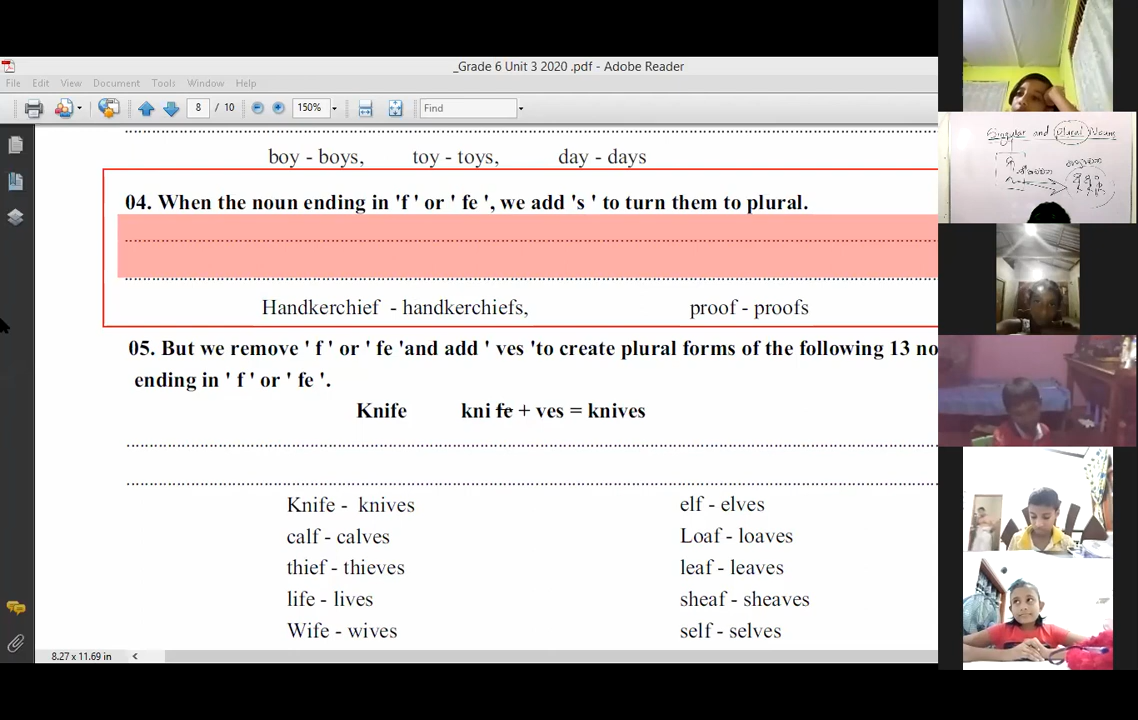 _Grade 6 Unit 3 2020 .pdf - Adobe Reader
File Edit View Document Tools Window Help
8 / 10 150% Find
boy - boys, toy - toys, day - days
04. When the noun ending in 'f ' or ' fe ', we add 's ' to turn them to plural.
Handkerchief - handkerchiefs, proof - proofs
05. But we remove ' f ' or ' fe 'and add ' ves 'to create plural forms of the following 13 no
ending in ' f ' or ' fe '.
Knife kni fe + ves = knives
Knife - knives elf - elves
calf - calves Loaf - loaves
thief - thieves leaf - leaves
life - lives sheaf - sheaves
Wife - wives self - selves
8.27 x 11.69 in
Singular and Plural Nouns